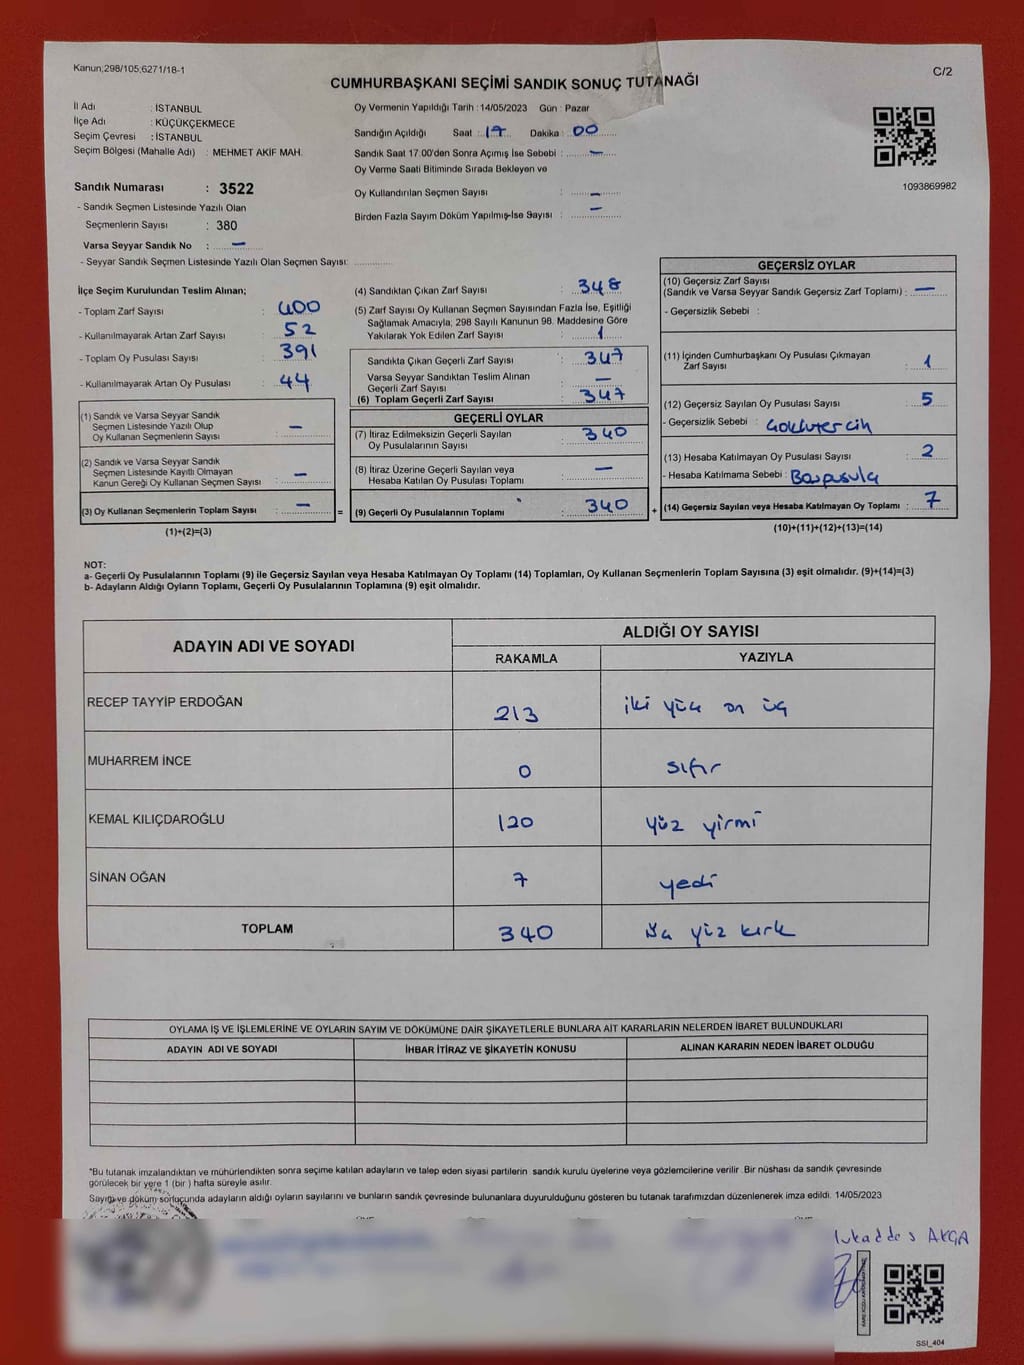 Kanun;298/105;6271/18-1
C/2
CUMHURBAŞKANI SEÇİMİ SANDIK SONUÇ TUTANAĞI
İl Adı : İSTANBUL
İlçe Adı : KÜÇÜKÇEKMECE
Seçim Çevresi : İSTANBUL
Seçim Bölgesi (Mahalle Adı) : MEHMET AKİF MAH.
Oy Vermenin Yapıldığı Tarih : 14/05/2023 Gün : Pazar
Sandığın Açıldığı Saat : 17 Dakika : 00
Sandık Saat 17.00'den Sonra Açımış İse Sebebi : —
Oy Verme Saati Bitiminde Sırada Bekleyen ve
Oy Kullandırılan Seçmen Sayısı : —
Birden Fazla Sayım Döküm Yapılmış-İse Sayısı : —
1093869982
Sandık Numarası : 3522
- Sandık Seçmen Listesinde Yazılı Olan
Seçmenlerin Sayısı : 380
Varsa Seyyar Sandık No : —
- Seyyar Sandık Seçmen Listesinde Yazılı Olan Seçmen Sayısı:
İlçe Seçim Kurulundan Teslim Alınan;
- Toplam Zarf Sayısı : 400
- Kullanılmayarak Artan Zarf Sayısı : 52
- Toplam Oy Pusulası Sayısı : 391
- Kullanılmayarak Artan Oy Pusulası : 44
(1) Sandık ve Varsa Seyyar Sandık
Seçmen Listesinde Yazılı Olup
Oy Kullanan Seçmenlerin Sayısı : —
(2) Sandık ve Varsa Seyyar Sandık
Seçmen Listesinde Kayıtlı Olmayan
Kanun Gereği Oy Kullanan Seçmen Sayısı : —
(3) Oy Kullanan Seçmenlerin Toplam Sayısı : —
(1)+(2)=(3)
=
(4) Sandıktan Çıkan Zarf Sayısı : 348
(5) Zarf Sayısı Oy Kullanan Seçmen Sayısından Fazla İse, Eşitliği
Sağlamak Amacıyla; 298 Sayılı Kanunun 98. Maddesine Göre
Yakılarak Yok Edilen Zarf Sayısı : 1
Sandıkta Çıkan Geçerli Zarf Sayısı : 347
Varsa Seyyar Sandıktan Teslim Alınan
Geçerli Zarf Sayısı : —
(6) Toplam Geçerli Zarf Sayısı : 347
GEÇERLİ OYLAR
(7) İtiraz Edilmeksizin Geçerli Sayılan
Oy Pusulalarının Sayısı : 340
(8) İtiraz Üzerine Geçerli Sayılan veya
Hesaba Katılan Oy Pusulası Toplamı : —
(9) Geçerli Oy Pusulalarının Toplamı : 340
+
GEÇERSİZ OYLAR
(10) Geçersiz Zarf Sayısı
(Sandık ve Varsa Seyyar Sandık Geçersiz Zarf Toplamı) : —
- Geçersizlik Sebebi :
(11) İçinden Cumhurbaşkanı Oy Pusulası Çıkmayan
Zarf Sayısı : 1
(12) Geçersiz Sayılan Oy Pusulası Sayısı : 5
- Geçersizlik Sebebi :
(13) Hesaba Katılmayan Oy Pusulası Sayısı : 2
- Hesaba Katılmama Sebebi :
(14) Geçersiz Sayılan veya Hesaba Katılmayan Oy Toplamı : 7
(10)+(11)+(12)+(13)=(14)
NOT:
a- Geçerli Oy Pusulalarının Toplamı (9) ile Geçersiz Sayılan veya Hesaba Katılmayan Oy Toplamı (14) Toplamları, Oy Kullanan Seçmenlerin Toplam Sayısına (3) eşit olmalıdır. (9)+(14)=(3)
b- Adayların Aldığı Oyların Toplamı, Geçerli Oy Pusulalarının Toplamına (9) eşit olmalıdır.
ADAYIN ADI VE SOYADI
ALDIĞI OY SAYISI
RAKAMLA YAZIYLA
RECEP TAYYİP ERDOĞAN 213 iki yüz on üç
MUHARREM İNCE 0 sıfır
KEMAL KILIÇDAROĞLU 120 yüz yirmi
SİNAN OĞAN 7 yedi
TOPLAM 340 yüz kırk
OYLAMA İŞ VE İŞLEMLERİNE VE OYLARIN SAYIM VE DÖKÜMÜNE DAİR ŞİKAYETLERLE BUNLARA AİT KARARLARIN NELERDEN İBARET BULUNDUKLARI
ADAYIN ADI VE SOYADI İHBAR İTİRAZ VE ŞİKAYETİN KONUSU ALINAN KARARIN NEDEN İBARET OLDUĞU
"Bu tutanak imzalandıktan ve mühürlendikten sonra seçime katılan adayların ve talep eden siyasi partilerin sandık kurulu üyelerine veya gözlemcilerine verilir .Bir nüshası da sandık çevresinde
görülecek bir yere 1 (bir ) hafta süreyle asılır.
Sayım ve döküm sonucunda adayların aldığı oyların sayılarını ve bunların sandık çevresinde bulunanlara duyurulduğunu gösteren bu tutanak tarafımızdan düzenlenerek imza edildi. 14/05/2023
AKÇA
SSI_404